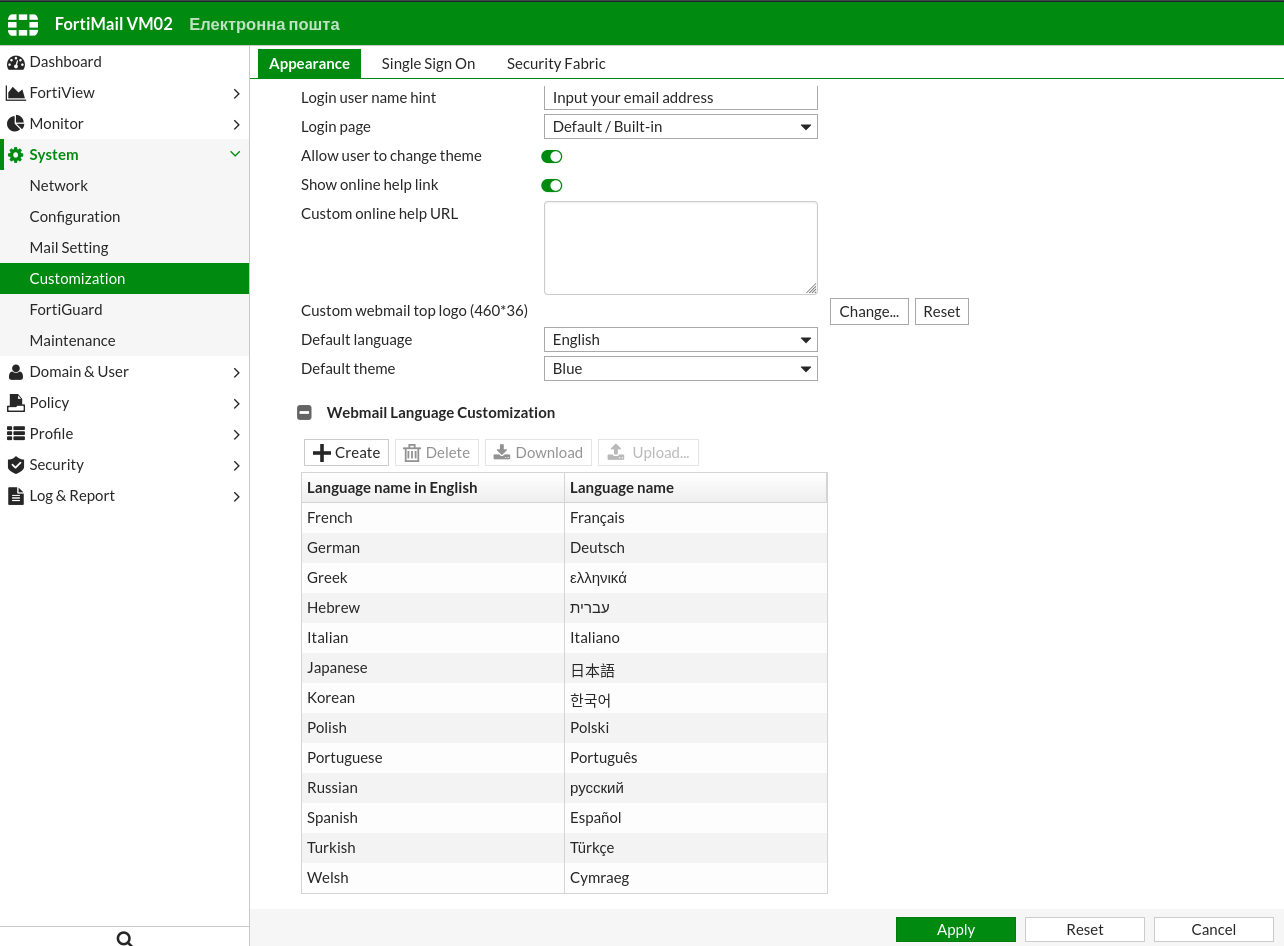 FortiMail VM02 Електронна пошта
Dashboard
FortiView
Monitor
System
Network
Configuration
Mail Setting
Customization
FortiGuard
Maintenance
Domain & User
Policy
Profile
Security
Log & Report
Appearance Single Sign On Security Fabric
Login user name hint Input your email address
Login page Default / Built-in
Allow user to change theme
Show online help link
Custom online help URL
Custom webmail top logo (460*36) Change... Reset
Default language English
Default theme Blue
Webmail Language Customization
Create Delete Download Upload...
Language name in English Language name
French Français
German Deutsch
Greek ελληνικά
Hebrew עברית
Italian Italiano
Japanese 日本語
Korean 한국어
Polish Polski
Portuguese Português
Russian русский
Spanish Español
Turkish Türkçe
Welsh Cymraeg
Apply Reset Cancel